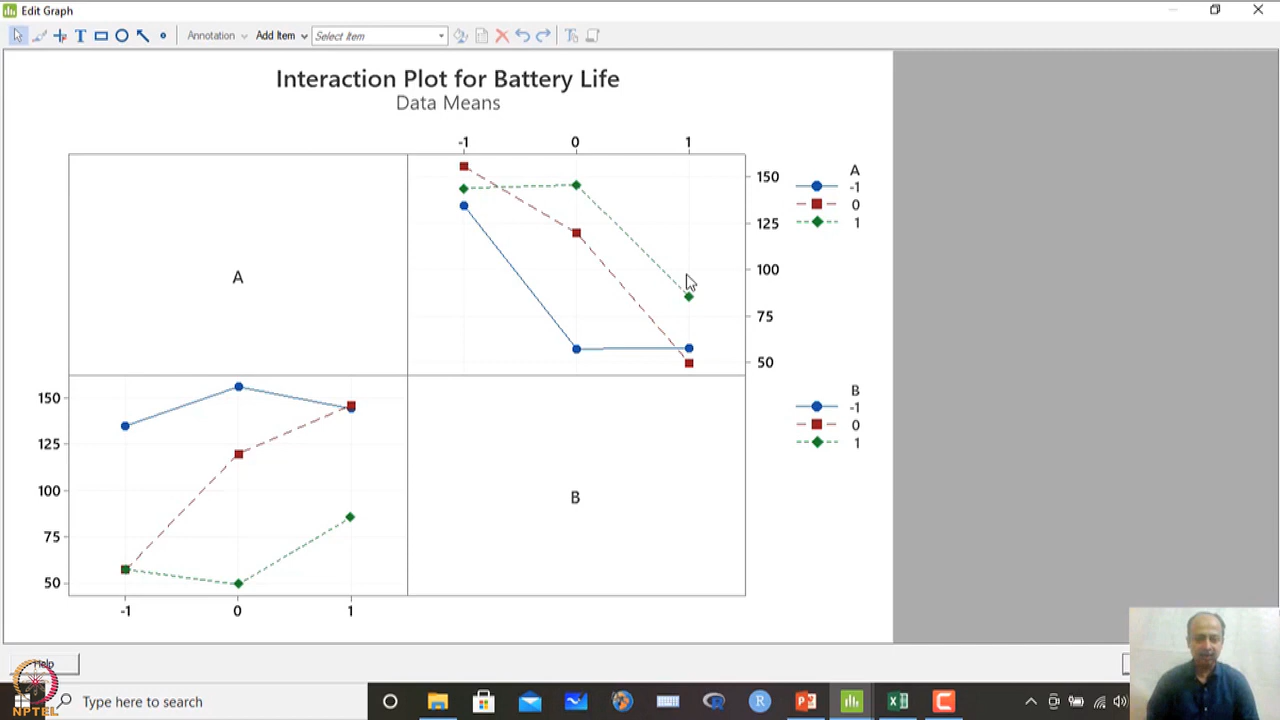 Edit Graph
T Annotation Add Item Select Item
Interaction Plot for Battery Life
Data Means
-1 0 1
A
150
-1
0
125
1
100
A
75
50
B
150
-1
0
125
1
100
B
75
50
-1 0 1
Help
Type here to search
R
NPTEL